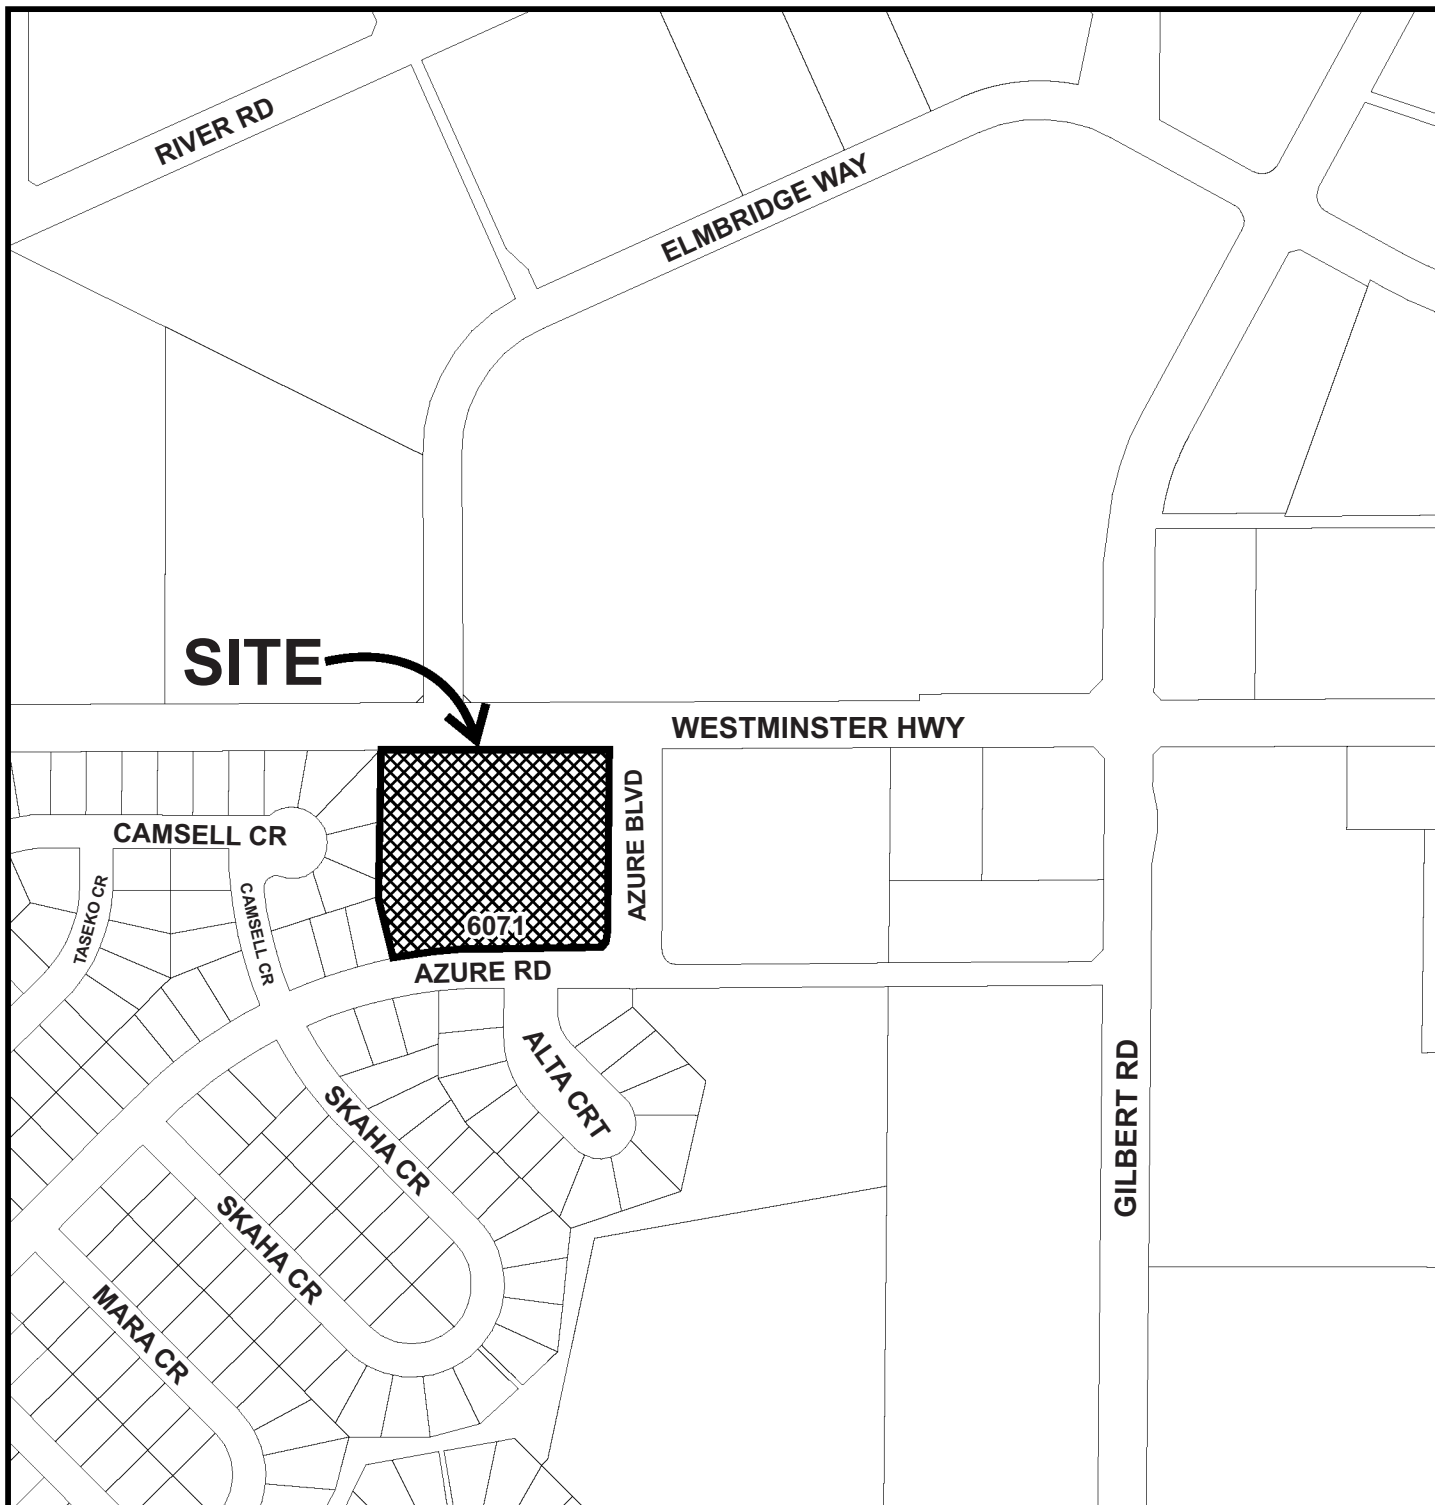 RIVER RD
ELMBRIDGE WAY
SITE
WESTMINSTER HWY
CAMSELL CR
AZURE BLVD
TASEKO CR
CAMSELL CR
6071
AZURE RD
ALTA CRT
SKAHA CR
GILBERT RD
SKAHA CR
MARA CR